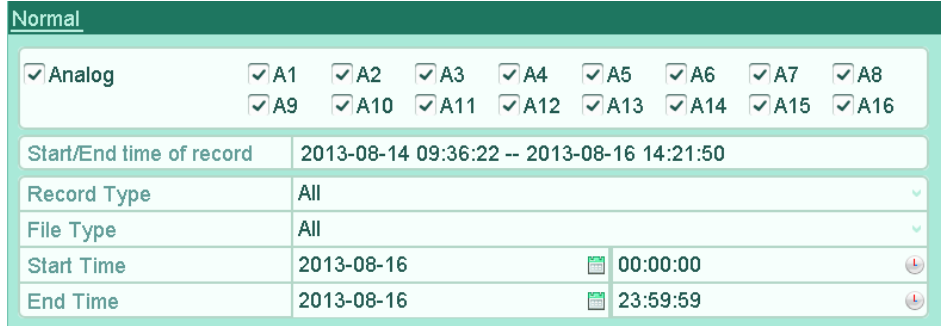 Normal
Analog A1 A2 A3 A4 A5 A6 A7 A8
A9 A10 A11 A12 A13 A14 A15 A16
Start/End time of record 2013-08-14 09:36:22 -- 2013-08-16 14:21:50
Record Type All
File Type All
Start Time 2013-08-16 00:00:00
End Time 2013-08-16 23:59:59